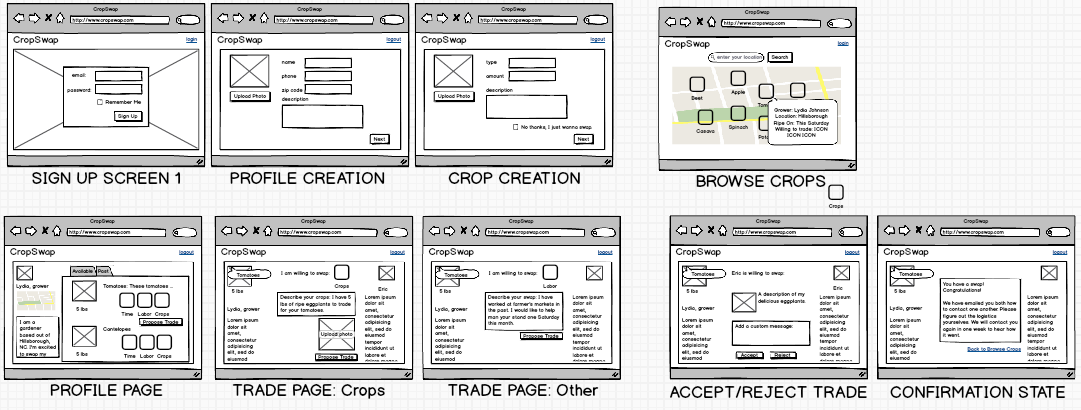 CropSwap
http://www.cropswap.com
CropSwap
login
email:
password:
Remember Me
Sign Up
SIGN UP SCREEN 1
CropSwap
http://www.cropswap.com
CropSwap
logout
name
phone
zip code
description
Upload Photo
Next
PROFILE CREATION
CropSwap
http://www.cropswap.com
CropSwap
logout
type
amount
description
Upload Photo
No thanks, I just wanna swap.
Next
CROP CREATION
CropSwap
http://www.cropswap.com
CropSwap
login
enter your location
Search
Beet
Apple
Tom
Casava
Spinach
Pota
Grower: Lydia Johnson
Location: Hillsborough
Ripe On: This Saturday
Willing to trade: ICON
ICON ICON
BROWSE CROPS
Crops
CropSwap
http://www.cropswap.com
CropSwap
logout
Lydia, grower
I am a
gardener
based out of
Hillsborough,
NC. I'm excited
to swap my
Available
Past
Tomatoes: These tomatoes ...
5 lbs
Time Labor Crops
Propose Trade
Cantelopes
5 lbs
Time Labor Crops
PROFILE PAGE
CropSwap
http://www.cropswap.com
CropSwap
logout
Tomatoes
5 lbs
Lydia, grower
Lorem ipsum
dolor sit
amet,
consectetur
adipisicing
elit, sed do
eiusmod
I am willing to swap:
Crops
Describe your crop: I have 5
lbs of ripe eggplants to trade
for your tomatoes.
Upload photo
Propose Trade
Eric
Lorem ipsum
dolor sit
amet,
consectetur
adipisicing
elit, sed do
eiusmod
tempor
incididunt ut
labore et
dolore magna
TRADE PAGE: Crops
CropSwap
http://www.cropswap.com
CropSwap
logout
Tomatoes
5 lbs
Lydia, grower
Lorem ipsum
dolor sit
amet,
consectetur
adipisicing
elit, sed do
eiusmod
I am willing to swap:
Labor
Describe your swap: I have
worked at farmer's markets in
the past. I would like to help
man your stand one Saturday
this month.
Propose Trade
Lorem ipsum
dolor sit
amet,
consectetur
adipisicing
elit, sed do
eiusmod
tempor
incididunt ut
labore et
dolore magna
TRADE PAGE: Other
CropSwap
http://www.cropswap.com
CropSwap
logout
Tomatoes
5 lbs
Lydia, grower
Lorem ipsum
dolor sit
amet,
consectetur
adipisicing
elit, sed do
eiusmod
Eric is willing to swap:
Crops
A description of my
delicious eggplants.
Add a custom message:
Accept
Reject
Eric
Lorem ipsum
dolor sit
amet,
consectetur
adipisicing
elit, sed do
eiusmod
tempor
incididunt ut
labore et
dolore magna
ACCEPT/REJECT TRADE
CropSwap
http://www.cropswap.com
CropSwap
logout
Tomatoes
5 lbs
Lydia, grower
Lorem ipsum
dolor sit
amet,
consectetur
adipisicing
elit, sed do
eiusmod
You have a swap!
Congratulations!
We have emailed you both
how to contact one another. Please
figure out the logistics
yourselves. We will contact you
again in one week to hear how
it went.
Back to Browse Crops
Lorem ipsum
dolor sit
amet,
consectetur
adipisicing
elit, sed do
eiusmod
tempor
incididunt ut
labore et
dolore magna
CONFIRMATION STATE